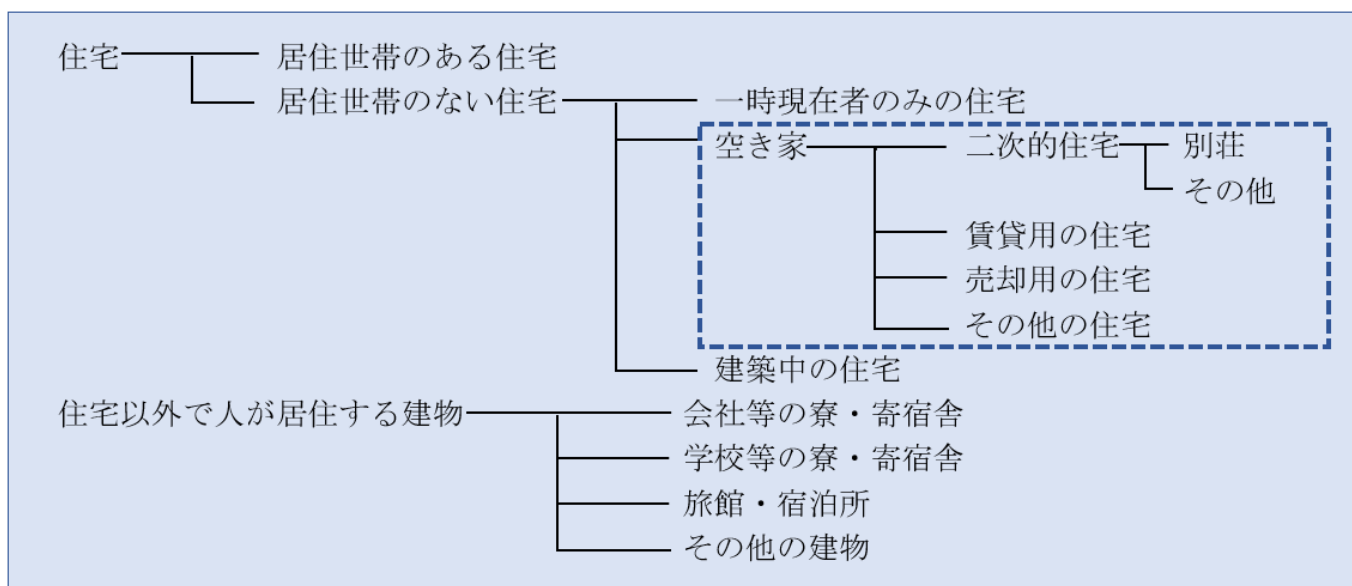 住宅 居住世帯のある住宅
居住世帯のない住宅 一時現在者のみの住宅
空き家 二次的住宅 別荘
その他
賃貸用の住宅
売却用の住宅
その他の住宅
建築中の住宅
住宅以外で人が居住する建物 会社等の寮・寄宿舎
学校等の寮・寄宿舎
旅館・宿泊所
その他の建物